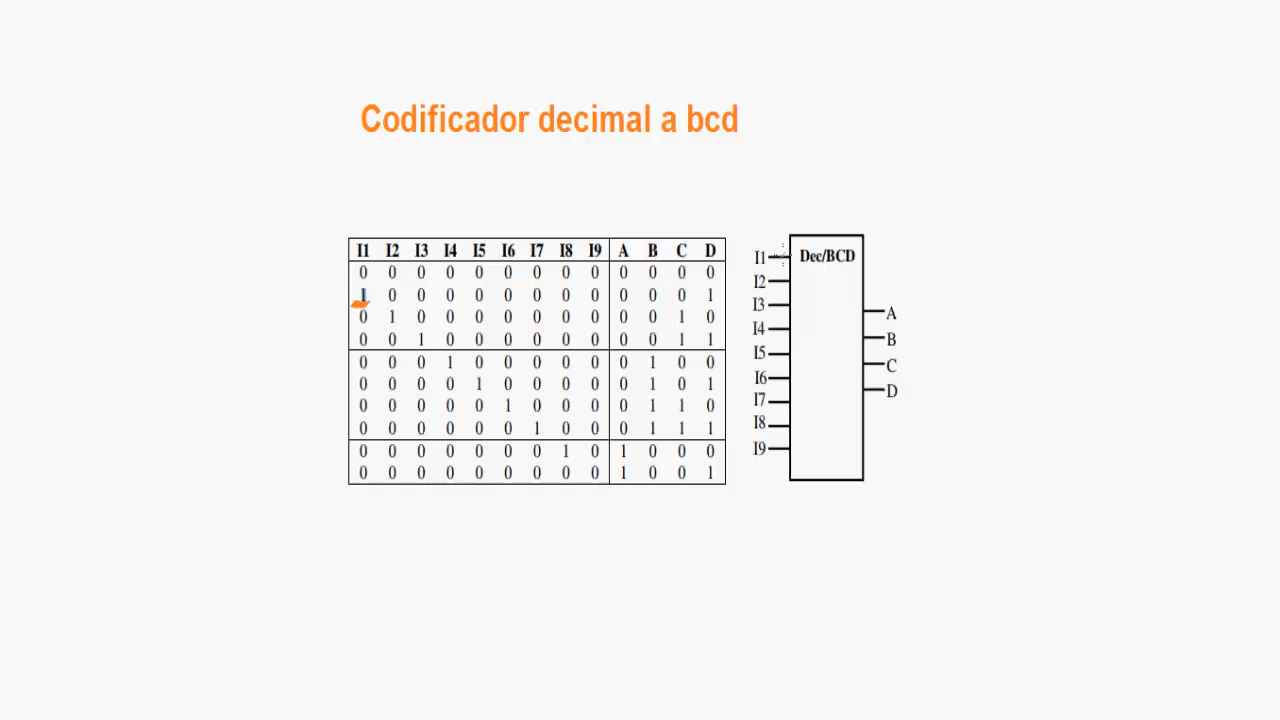 Codificador decimal a bcd
I1 I2 I3 I4 I5 I6 I7 I8 I9 A B C D
0 0 0 0 0 0 0 0 0 0 0 0 0
1 0 0 0 0 0 0 0 0 0 0 0 1
0 1 0 0 0 0 0 0 0 0 0 1 0
0 0 1 0 0 0 0 0 0 0 0 1 1
0 0 0 1 0 0 0 0 0 0 1 0 0
0 0 0 0 1 0 0 0 0 0 1 0 1
0 0 0 0 0 1 0 0 0 0 1 1 0
0 0 0 0 0 0 1 0 0 0 1 1 1
0 0 0 0 0 0 0 1 0 1 0 0 0
0 0 0 0 0 0 0 0 0 1 0 0 1
Dec/BCD
I1
I2
I3
I4
I5
I6
I7
I8
I9
A
B
C
D